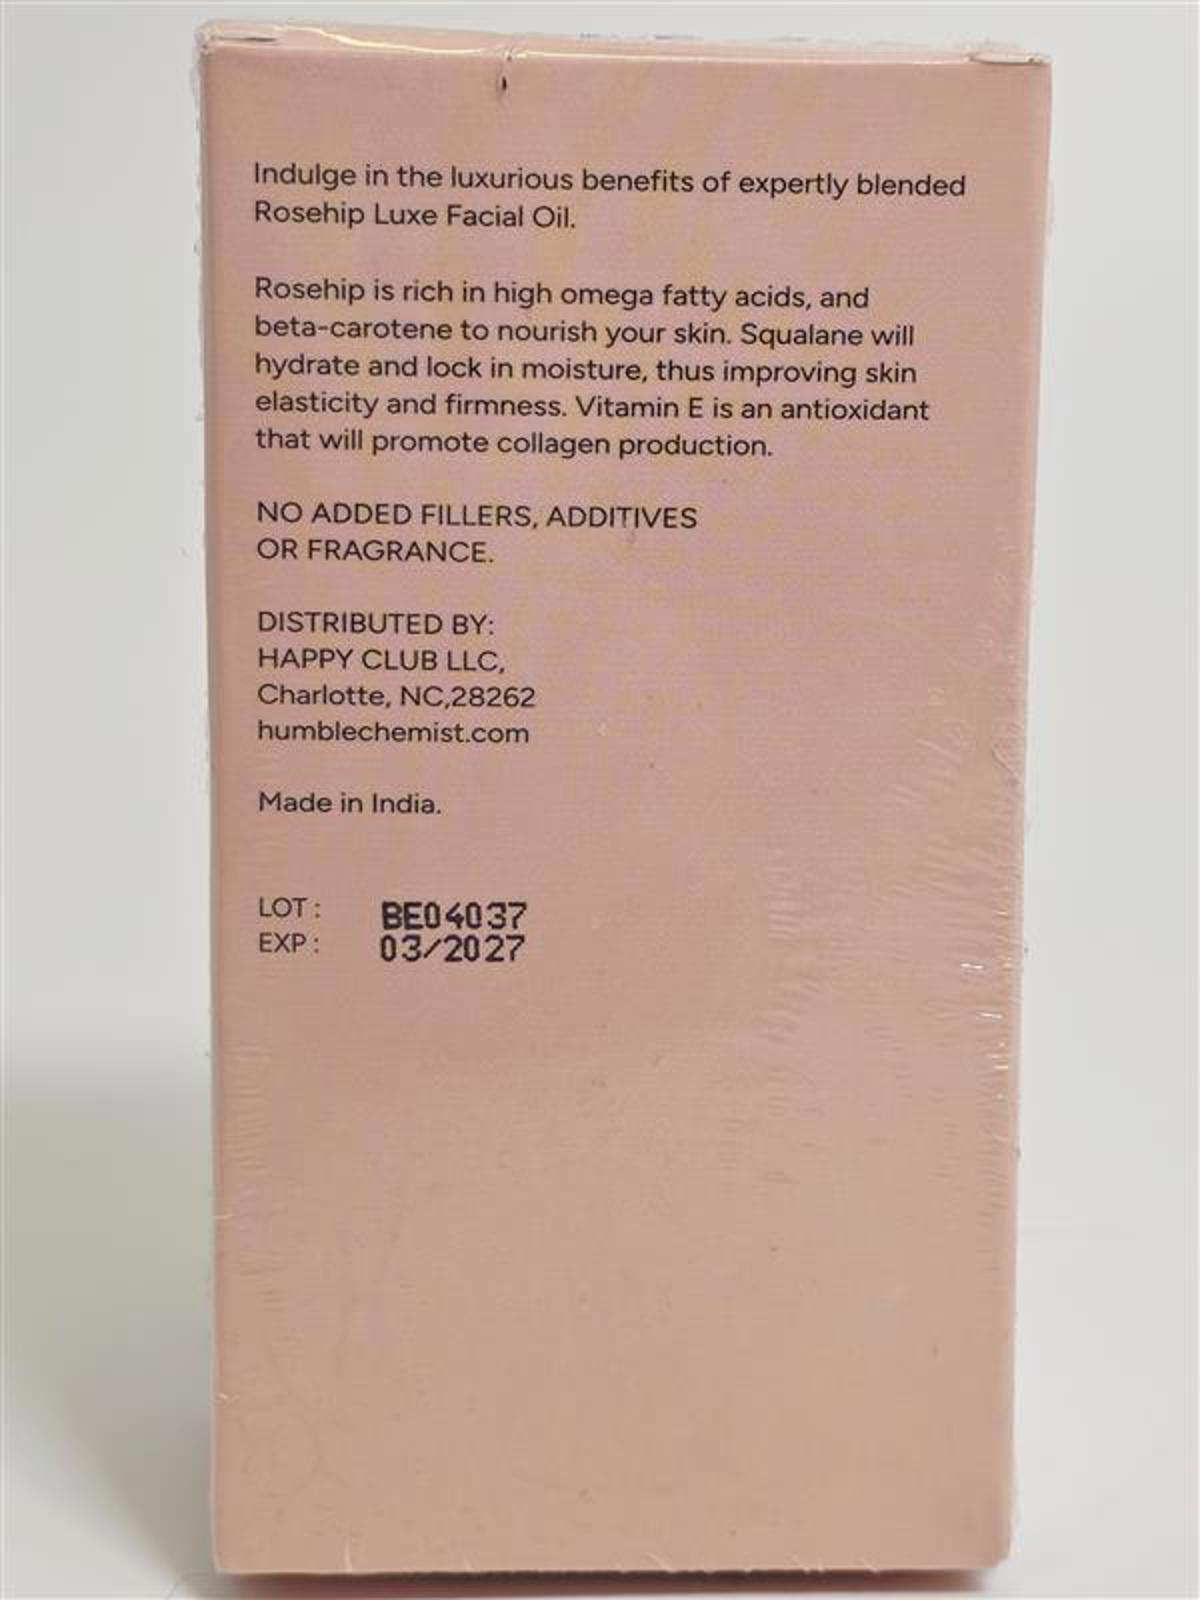 Indulge in the luxurious benefits of expertly blended
Rosehip Luxe Facial Oil.
Rosehip is rich in high omega fatty acids, and
beta-carotene to nourish your skin. Squalane will
hydrate and lock in moisture, thus improving skin
elasticity and firmness. Vitamin E is an antioxidant
that will promote collagen production.
NO ADDED FILLERS, ADDITIVES
OR FRAGRANCE.
DISTRIBUTED BY:
HAPPY CLUB LLC,
Charlotte, NC,28262
humblechemist.com
Made in India.
LOT : BE04037
EXP : 03/2027